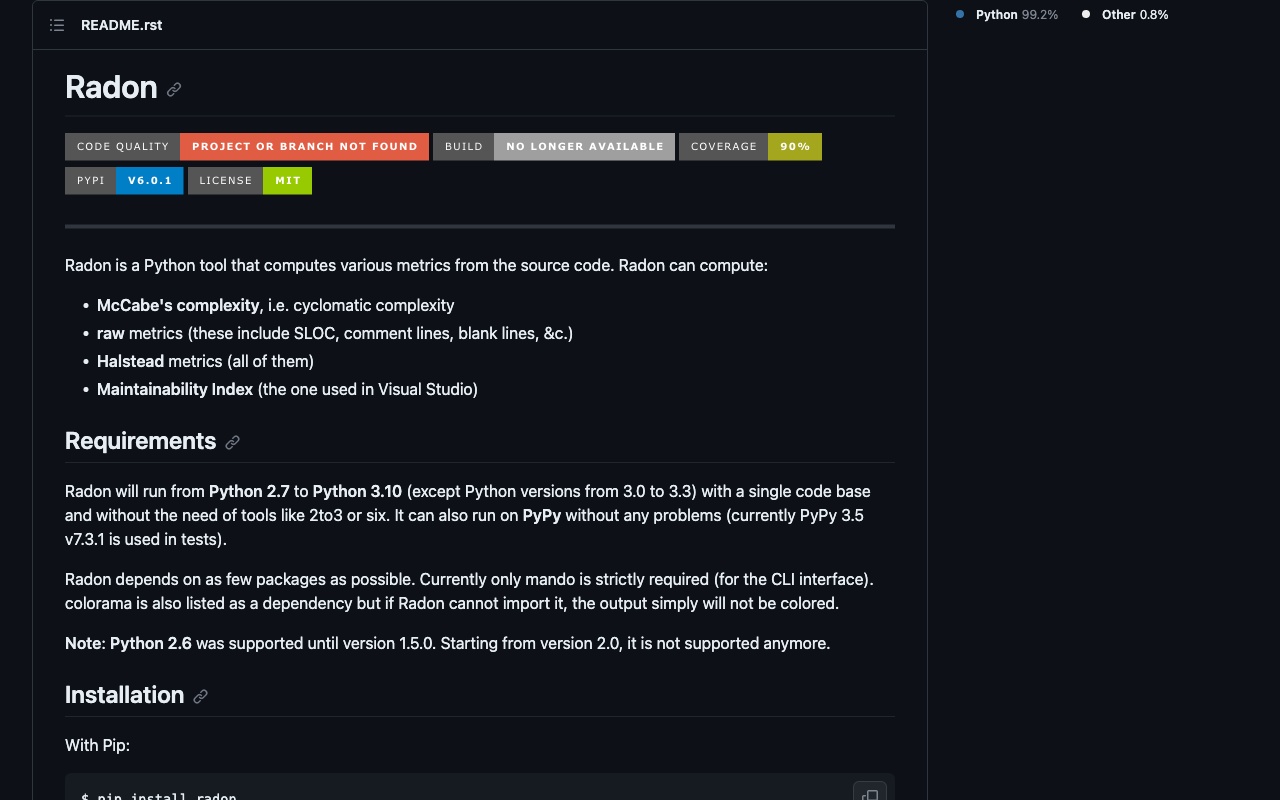 README.rst
Python 99.2% Other 0.8%
Radon
CODE QUALITY PROJECT OR BRANCH NOT FOUND BUILD NO LONGER AVAILABLE COVERAGE 90%
PYPI V6.0.1 LICENSE MIT
Radon is a Python tool that computes various metrics from the source code. Radon can compute:
• McCabe's complexity, i.e. cyclomatic complexity
• raw metrics (these include SLOC, comment lines, blank lines, &c.)
• Halstead metrics (all of them)
• Maintainability Index (the one used in Visual Studio)
Requirements
Radon will run from Python 2.7 to Python 3.10 (except Python versions from 3.0 to 3.3) with a single code base
and without the need of tools like 2to3 or six. It can also run on PyPy without any problems (currently PyPy 3.5
v7.3.1 is used in tests).
Radon depends on as few packages as possible. Currently only mando is strictly required (for the CLI interface).
colorama is also listed as a dependency but if Radon cannot import it, the output simply will not be colored.
Note: Python 2.6 was supported until version 1.5.0. Starting from version 2.0, it is not supported anymore.
Installation
With Pip:
$ pip install radon